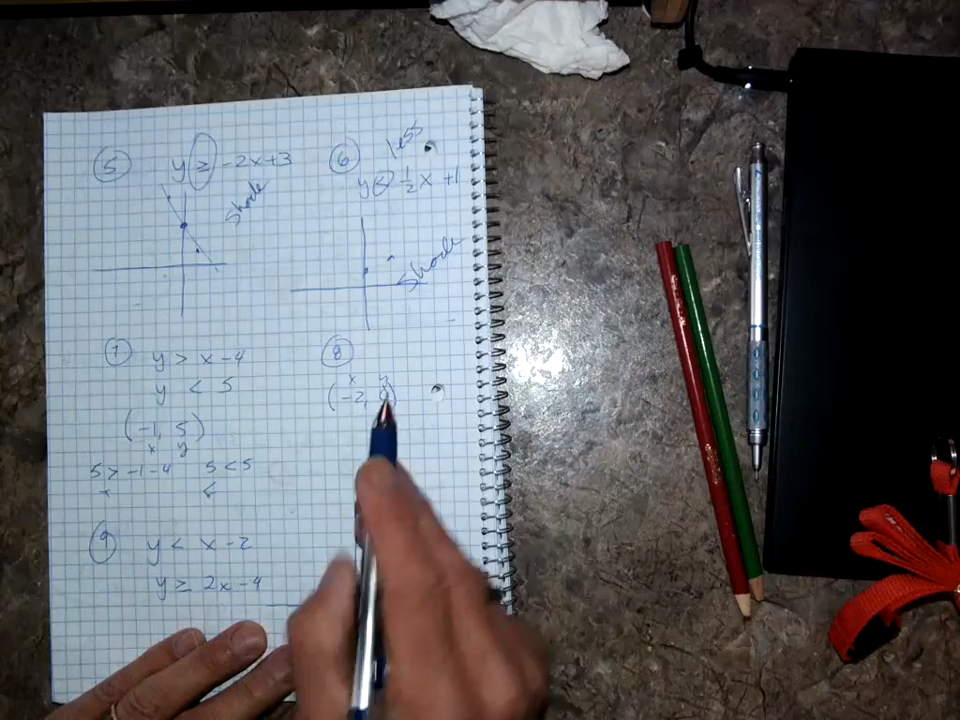 5 y ≥ -2x+3
Shade
6 less
y < 1/2 x + 1
Shade
7 y > x - 4
y < 5
(-1, 5)
x y
5 > -1 - 4 5 < 5
8
x y
(-2,
9 y < x - 2
y ≥ 2x - 4